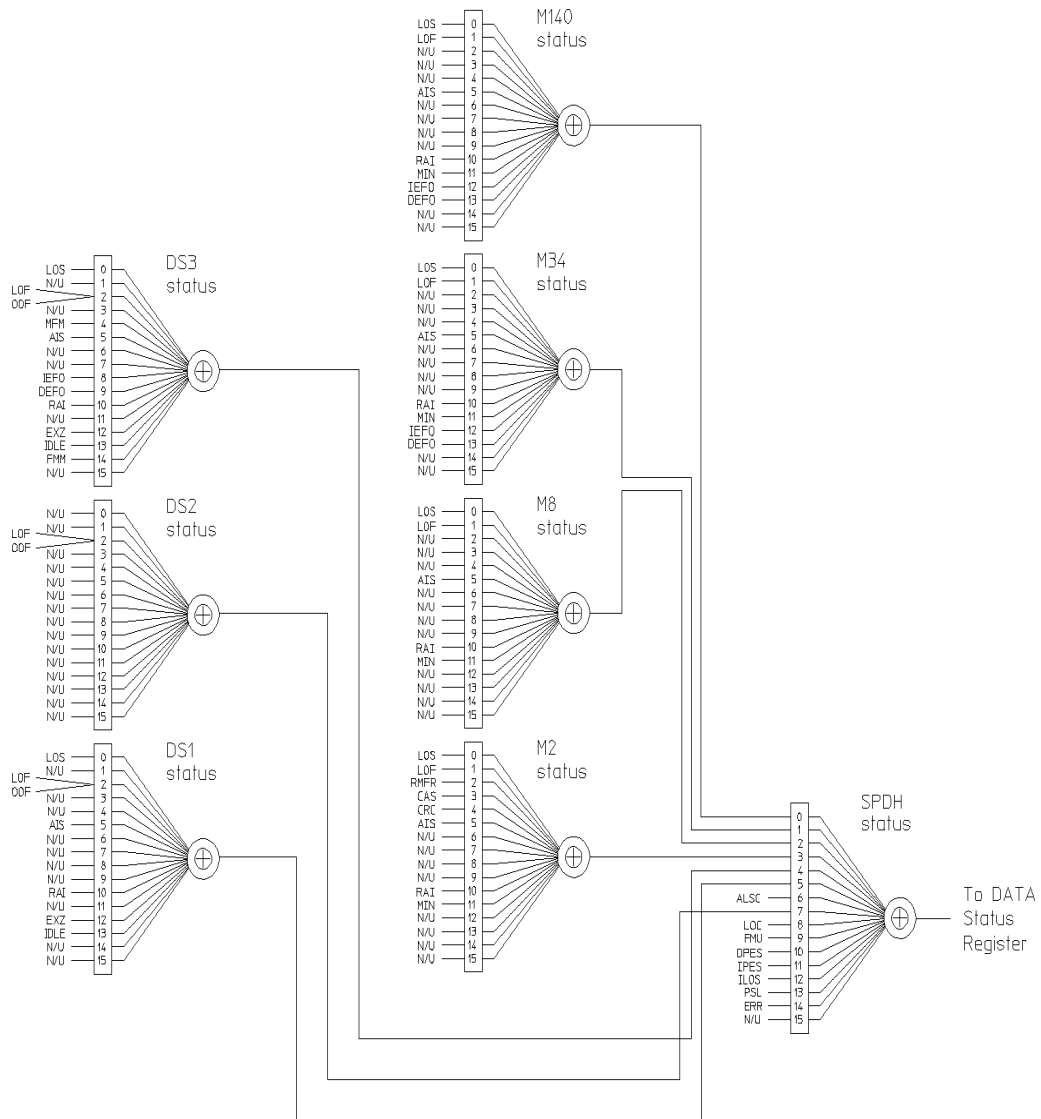 M140
status
LOS 0
LOF 1
N/U 2
N/U 3
N/U 4
AIS 5
N/U 6
N/U 7
N/U 8
N/U 9
RAI 10
MIN 11
IEFO 12
DEFO 13
N/U 14
N/U 15
DS3
status
LOS 0
N/U 1
LOF
OOF
2
N/U 3
MFM 4
AIS 5
N/U 6
N/U 7
IEFO 8
DEFO 9
RAI 10
N/U 11
EXZ 12
IDLE 13
FMM 14
N/U 15
M34
status
LOS 0
LOF 1
N/U 2
N/U 3
N/U 4
AIS 5
N/U 6
N/U 7
N/U 8
N/U 9
RAI 10
MIN 11
IEFO 12
DEFO 13
N/U 14
N/U 15
DS2
status
N/U 0
N/U 1
LOF
OOF
2
N/U 3
N/U 4
N/U 5
N/U 6
N/U 7
N/U 8
N/U 9
N/U 10
N/U 11
N/U 12
N/U 13
N/U 14
N/U 15
M8
status
LOS 0
LOF 1
N/U 2
N/U 3
N/U 4
AIS 5
N/U 6
N/U 7
N/U 8
N/U 9
RAI 10
MIN 11
N/U 12
N/U 13
N/U 14
N/U 15
DS1
status
LOS 0
N/U 1
LOF
OOF
2
N/U 3
N/U 4
AIS 5
N/U 6
N/U 7
N/U 8
N/U 9
RAI 10
N/U 11
EXZ 12
IDLE 13
N/U 14
N/U 15
M2
status
LOS 0
LOF 1
RMFR 2
CAS 3
CRC 4
AIS 5
N/U 6
N/U 7
N/U 8
N/U 9
RAI 10
MIN 11
N/U 12
N/U 13
N/U 14
N/U 15
SPDH
status
0
1
2
3
4
5
ALSC 6
7
LOC 8
FMU 9
DPES 10
IPES 11
ILOS 12
PSL 13
ERR 14
N/U 15
To DATA
Status
Register